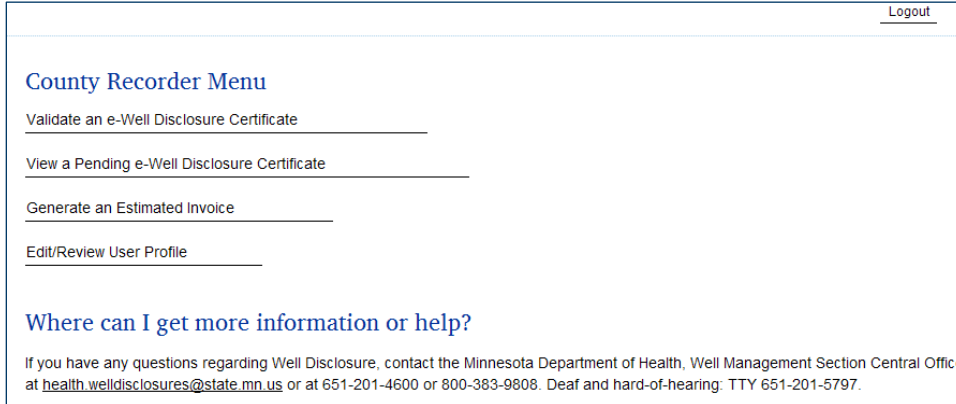 Logout
County Recorder Menu
Validate an e-Well Disclosure Certificate
View a Pending e-Well Disclosure Certificate
Generate an Estimated Invoice
Edit/Review User Profile
Where can I get more information or help?
If you have any questions regarding Well Disclosure, contact the Minnesota Department of Health, Well Management Section Central Offic
at health.welldisclosures@state.mn.us or at 651-201-4600 or 800-383-9808. Deaf and hard-of-hearing: TTY 651-201-5797.